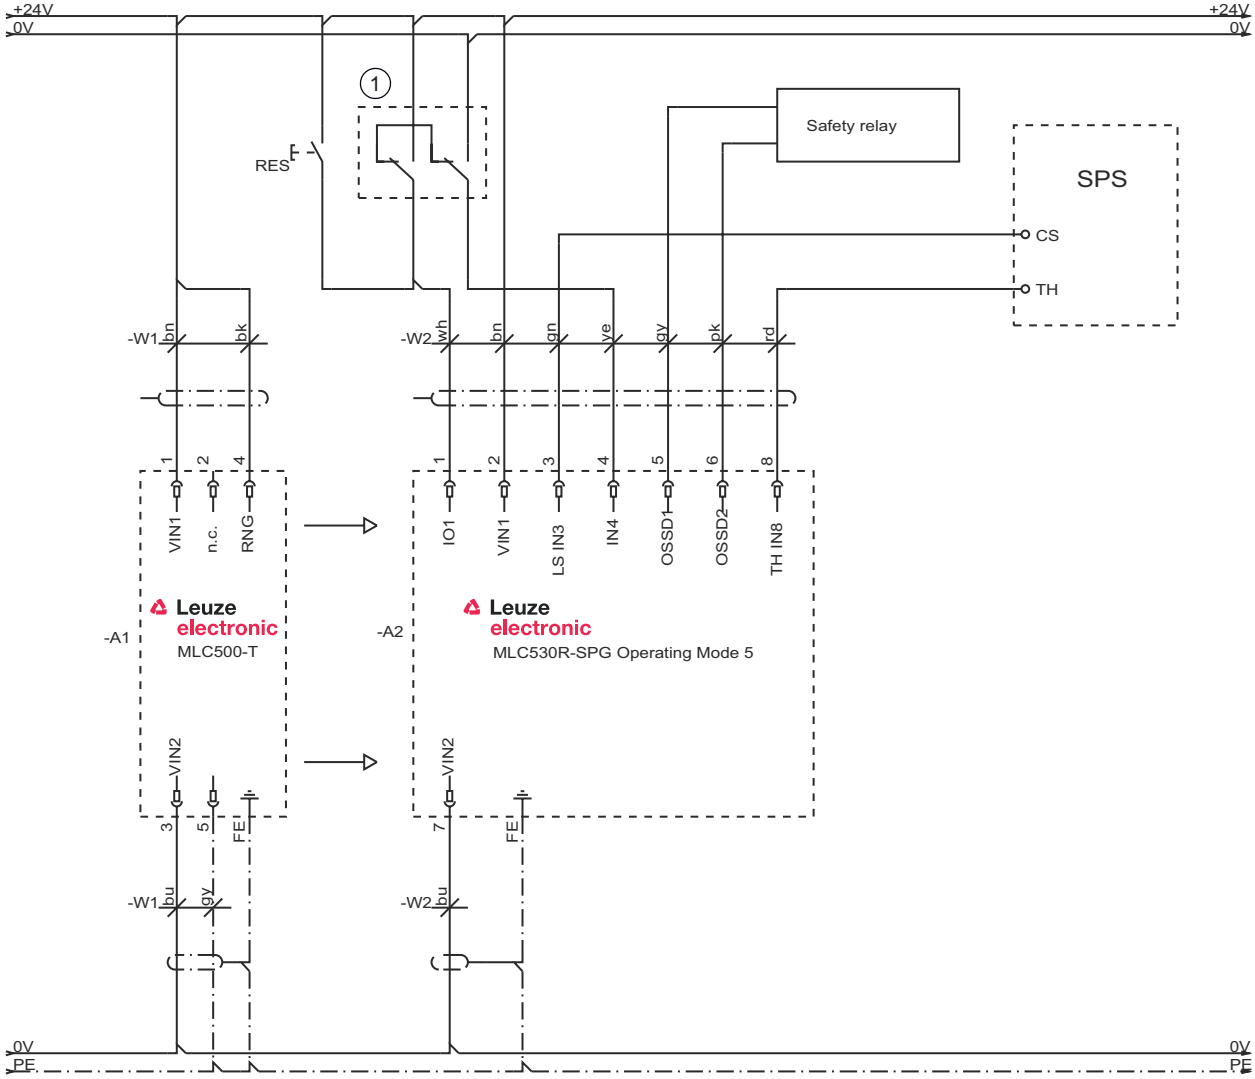 +24V
+24V
0V
0V
1
Safety relay
RES
SPS
CS
TH
-W1
bn
bk
-W2
wh
bn
gn
ye
gy
pk
rd
1
2
4
1
2
3
4
5
6
8
VIN1
n.c.
RNG
IO1
VIN1
LS IN3
IN4
OSSD1
OSSD2
TH IN8
Leuze
electronic
MLC500-T
-A1
Leuze
electronic
MLC530R-SPG Operating Mode 5
-A2
VIN2
VIN2
3
5
FE
7
FE
-W1
bu
gy
-W2
bu
0V
0V
PE
PE